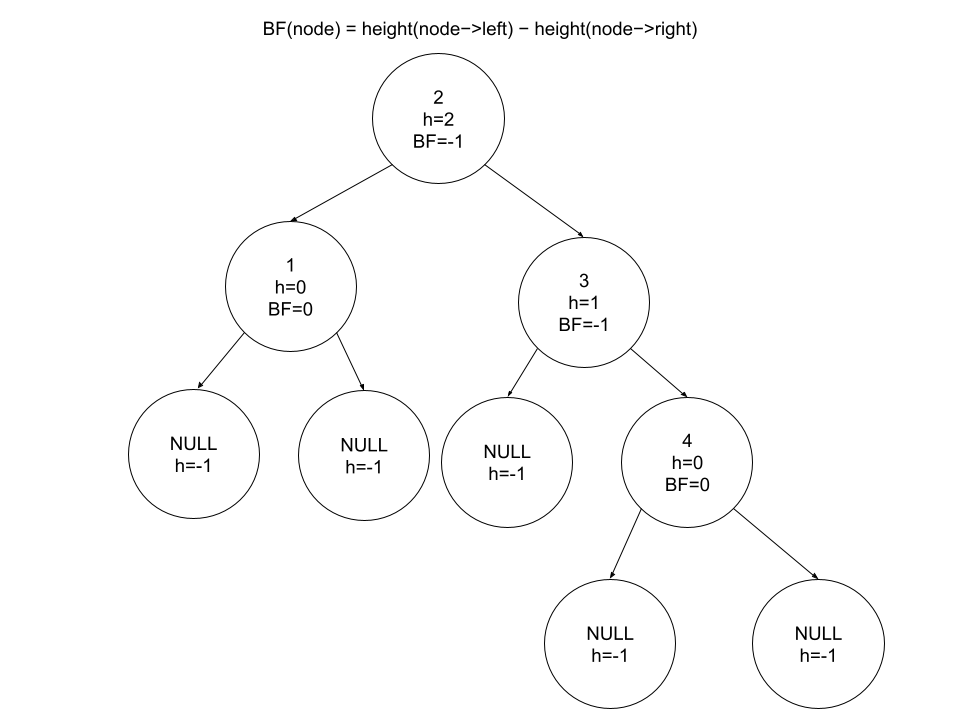 BF(node) = height(node−>left) − height(node−>right)
2
h=2
BF=-1
1
h=0
BF=0
3
h=1
BF=-1
NULL
h=-1
NULL
h=-1
NULL
h=-1
4
h=0
BF=0
NULL
h=-1
NULL
h=-1